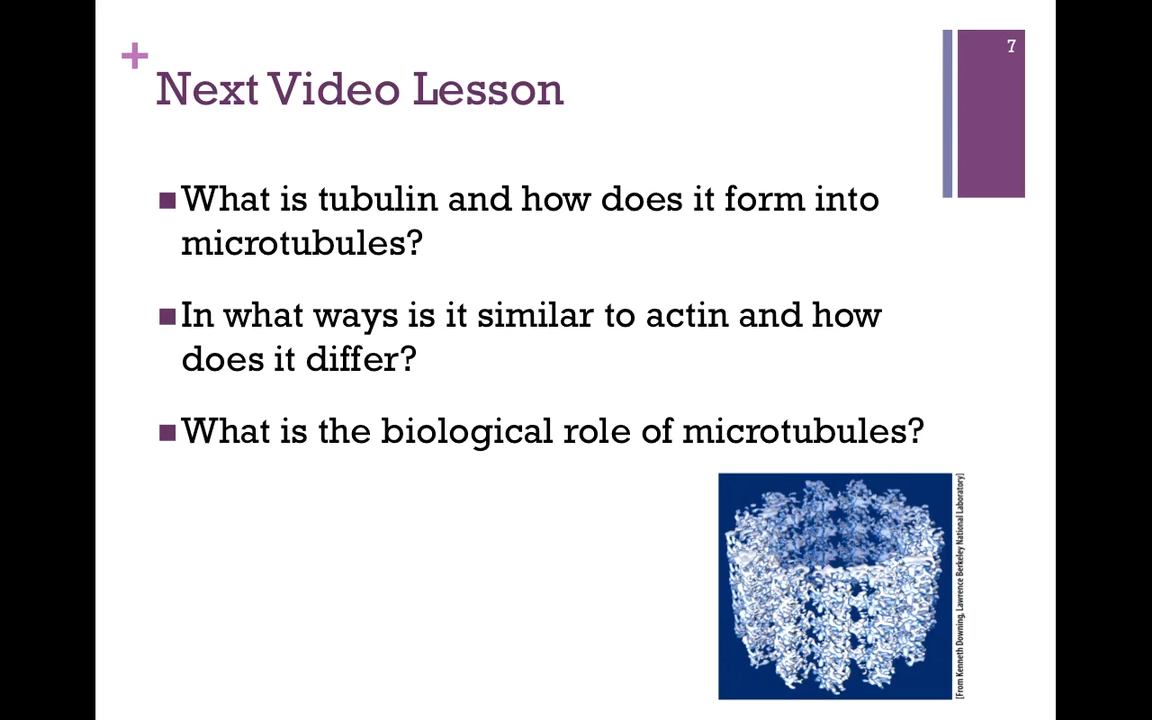 7
+
Next Video Lesson
■What is tubulin and how does it form into
microtubules?
■In what ways is it similar to actin and how
does it differ?
■What is the biological role of microtubules?
[From Kenneth Downing, Lawrence Berkeley National Laboratory]